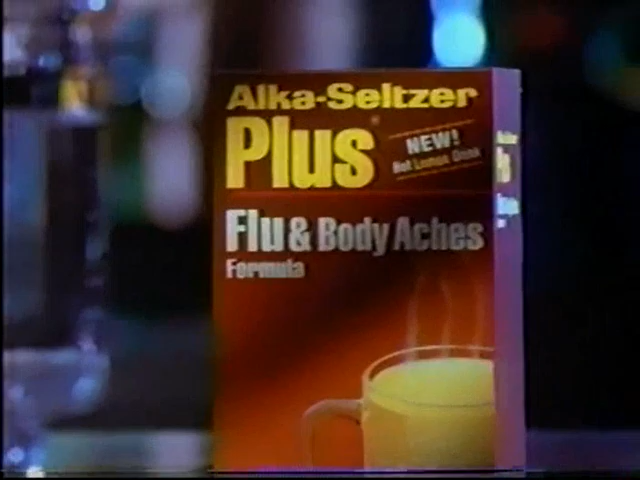 Alka-Seltzer
Plus®
NEW!
Hot Lemon Drink
Flu & Body Aches
Formula